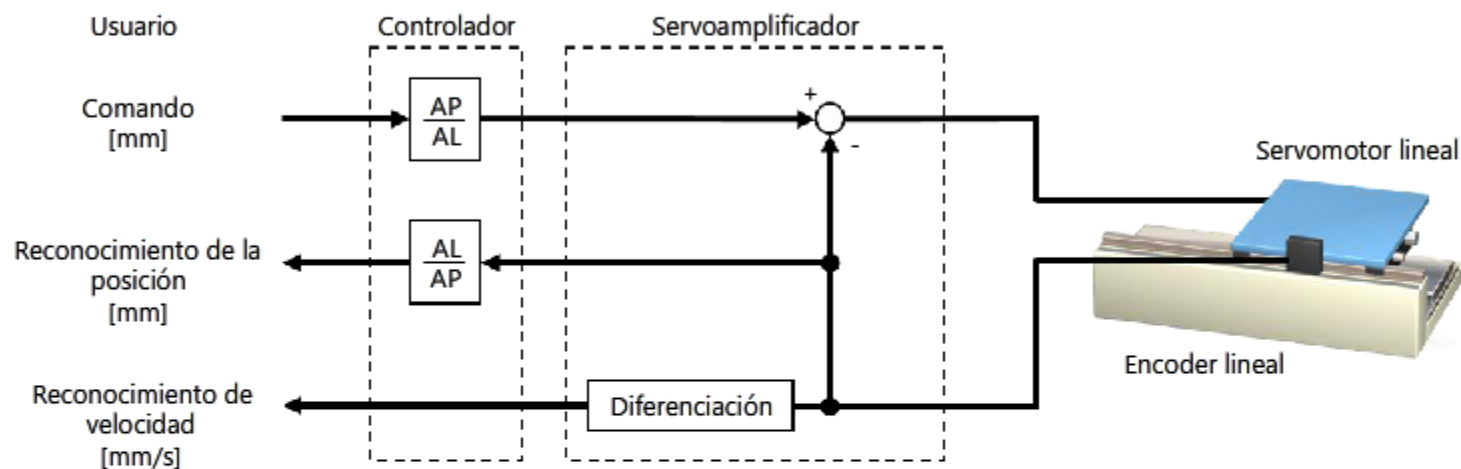 Usuario
Controlador
Servoamplificador
Comando
[mm]
AP
AL
+
-
Servomotor lineal
Reconocimiento de la
posición
[mm]
AL
AP
Encoder lineal
Reconocimiento de
velocidad
[mm/s]
Diferenciación